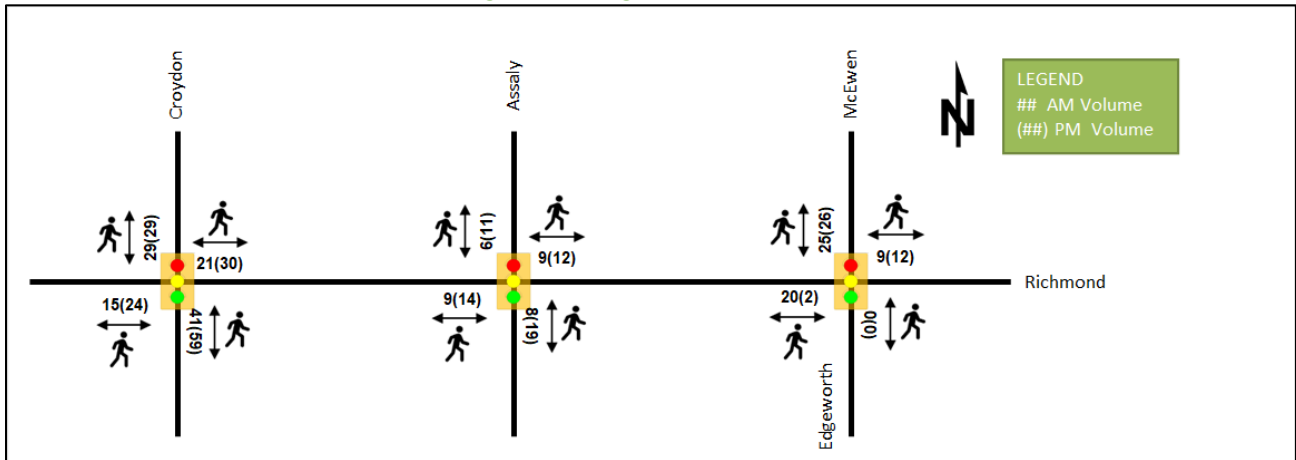 Croydon
Assaly
McEwen
N
LEGEND
## AM Volume
(##) PM Volume
29(29)
21(30)
6(11)
9(12)
25(26)
9(12)
Richmond
15(24)
41(59)
9(14)
8(19)
20(2)
0(0)
Edgeworth